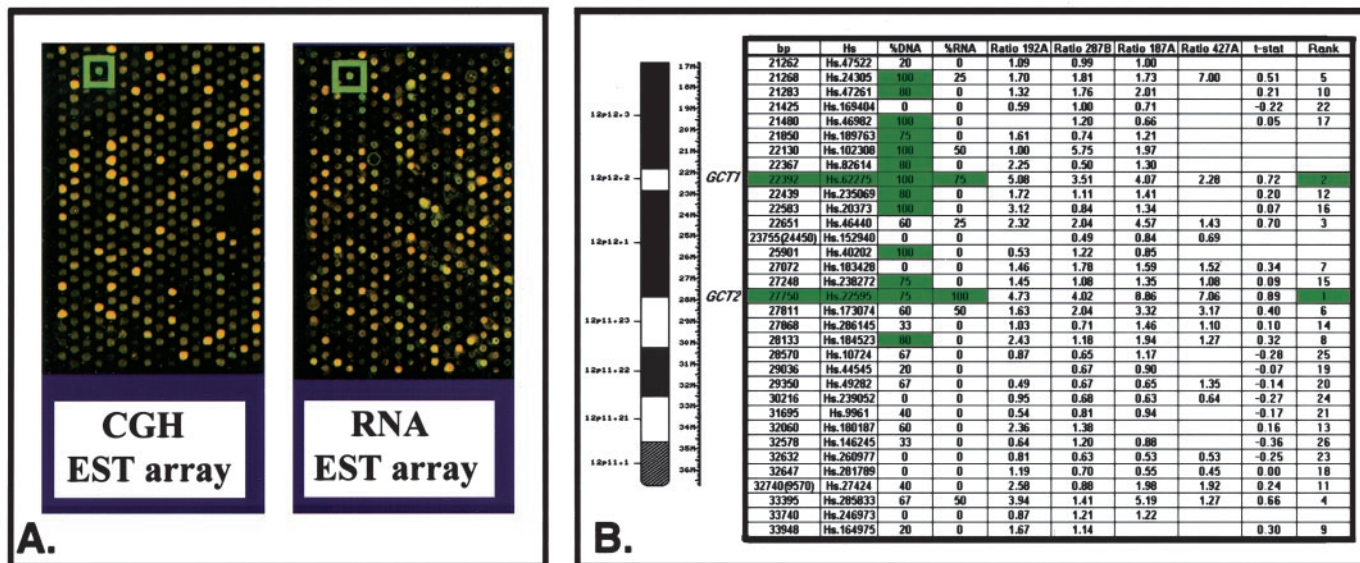 CGH
EST array
RNA
EST array
A.
B.
17M
18M
19M
20M
21M
22M
23M
24M
25M
26M
27M
28M
29M
30M
31M
32M
33M
34M
35M
36M
12p12.3
12p12.2
12p12.1
12p11.23
12p11.22
12p11.21
12p11.1
GCT1
GCT2
bp Hs %DNA %RNA Ratio 192A Ratio 287B Ratio 187A Ratio 427A t-stat Rank
21262 Hs.47522 20 0 1.09 0.99 1.00
21268 Hs.24305 100 25 1.70 1.81 1.73 7.00 0.51 5
21283 Hs.47261 80 0 1.32 1.76 2.01 0.21 10
21425 Hs.169404 0 0 0.59 1.00 0.71 -0.22 22
21480 Hs.46982 100 0 1.20 0.66 0.05 17
21850 Hs.189763 75 0 1.61 0.74 1.21
22130 Hs.102308 100 50 1.00 5.75 1.97
22367 Hs.82614 80 0 2.25 0.50 1.30
22392 Hs.62275 100 75 5.08 3.51 4.07 2.28 0.72 2
22439 Hs.235069 80 0 1.72 1.11 1.41 0.20 12
22583 Hs.20373 100 0 3.12 0.84 1.34 0.07 16
22651 Hs.46440 60 25 2.32 2.04 4.57 1.43 0.70 3
23755(24450) Hs.152940 0 0 0.49 0.84 0.69
25901 Hs.40202 100 0 0.53 1.22 0.85
27072 Hs.183428 0 0 1.46 1.78 1.59 1.52 0.34 7
27248 Hs.238272 75 0 1.45 1.08 1.35 1.08 0.09 15
27750 Hs.22595 75 100 4.73 4.02 8.86 7.06 0.89 1
27811 Hs.173074 60 50 1.63 2.04 3.32 3.17 0.40 6
27868 Hs.286145 33 0 1.03 0.71 1.46 1.10 0.10 14
28133 Hs.184523 80 0 2.43 1.18 1.94 1.27 0.32 8
28570 Hs.10724 67 0 0.87 0.65 1.17 -0.28 25
29036 Hs.44545 20 0 0.67 0.90 -0.07 19
29350 Hs.49282 67 0 0.49 0.67 0.65 1.35 -0.14 20
30216 Hs.239052 0 0 0.95 0.68 0.63 0.64 -0.27 24
31695 Hs.9961 40 0 0.54 0.81 0.94 -0.17 21
32060 Hs.180187 60 0 2.36 1.38 0.16 13
32578 Hs.146245 33 0 0.64 1.20 0.88 -0.36 26
32632 Hs.260977 0 0 0.81 0.63 0.53 0.53 -0.25 23
32647 Hs.281789 0 0 1.19 0.70 0.55 0.45 0.00 18
32740(9570) Hs.27424 40 0 2.58 0.88 1.98 1.92 0.24 11
33395 Hs.285833 67 50 3.94 1.41 5.19 1.27 0.66 4
33740 Hs.246973 0 0 0.87 1.21 1.22
33948 Hs.164975 20 0 1.67 1.14 0.30 9